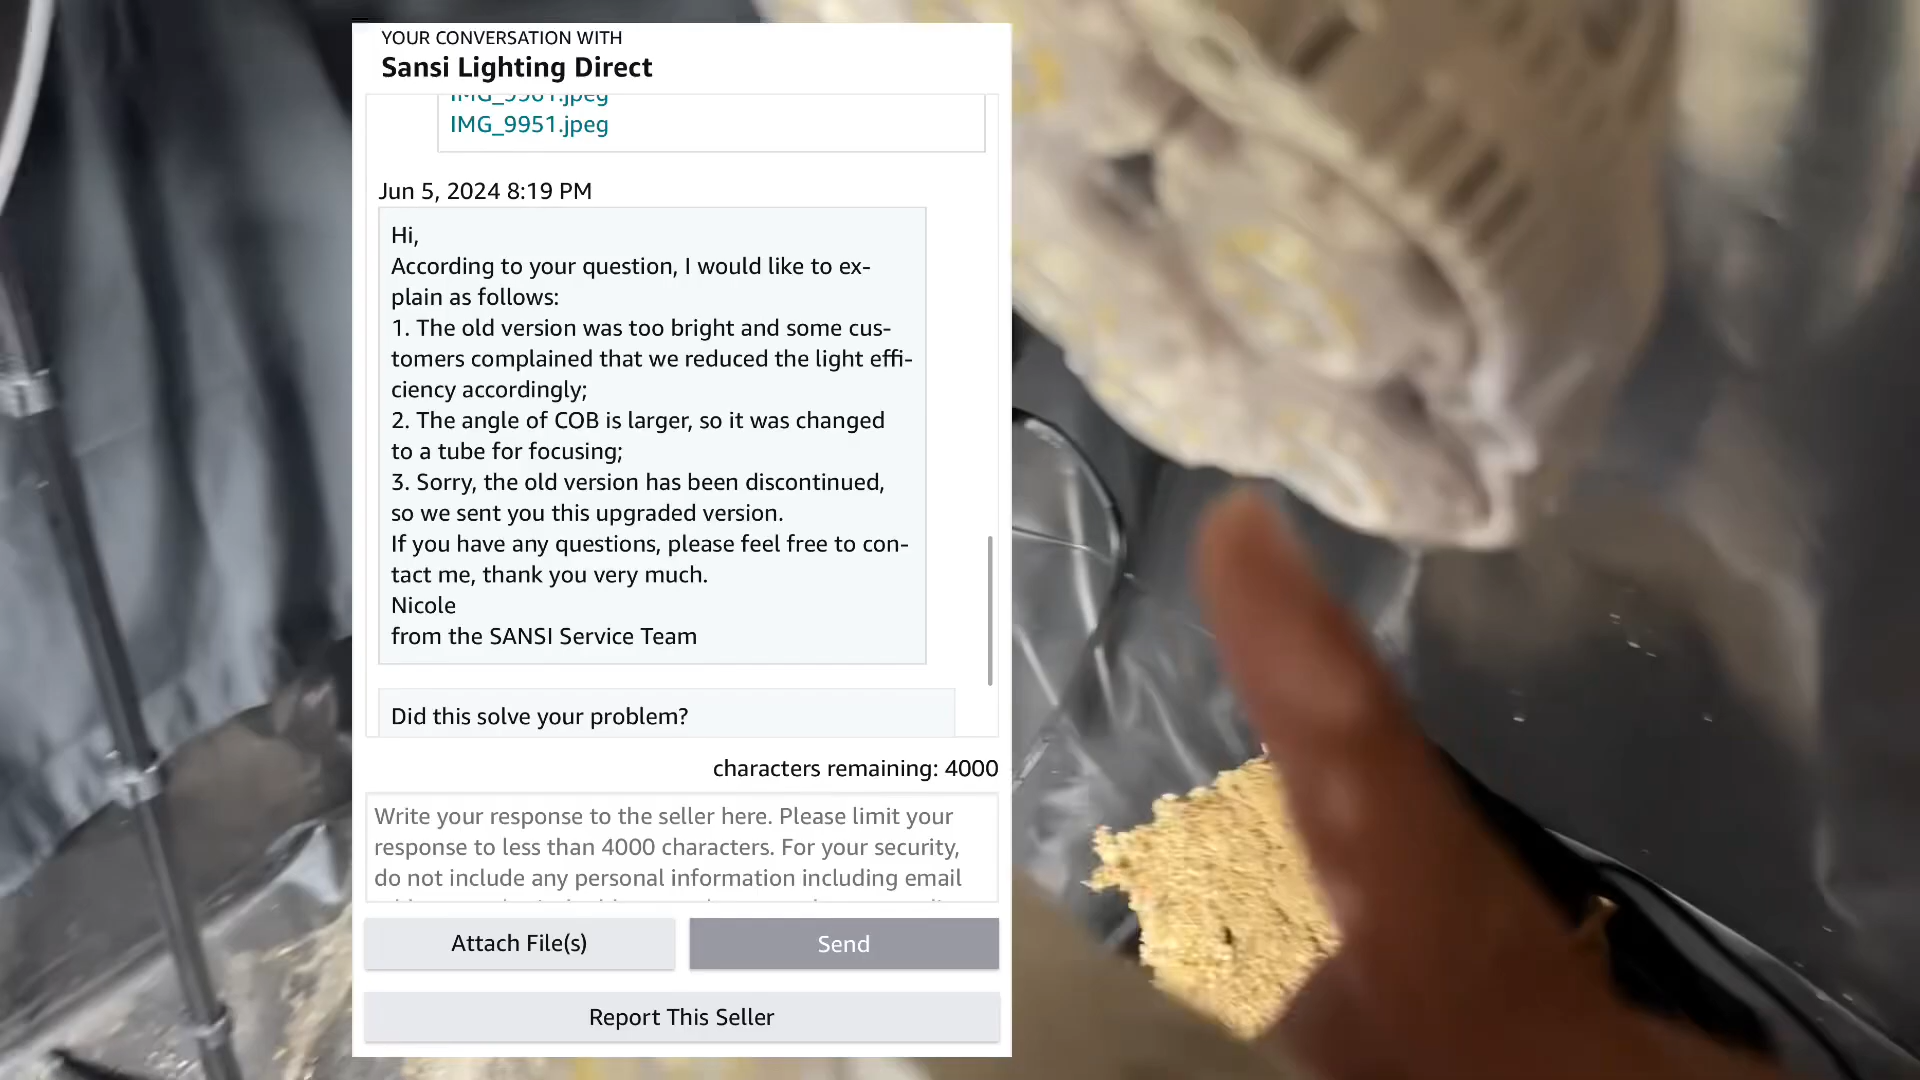 YOUR CONVERSATION WITH
Sansi Lighting Direct
IMG_9951.jpeg
Jun 5, 2024 8:19 PM
Hi,
According to your question, I would like to ex-
plain as follows:
1. The old version was too bright and some cus-
tomers complained that we reduced the light effi-
ciency accordingly;
2. The angle of COB is larger, so it was changed
to a tube for focusing;
3. Sorry, the old version has been discontinued,
so we sent you this upgraded version.
If you have any questions, please feel free to con-
tact me, thank you very much.
Nicole
from the SANSI Service Team
Did this solve your problem?
characters remaining: 4000
Write your response to the seller here. Please limit your
response to less than 4000 characters. For your security,
do not include any personal information including email
Attach File(s)
Send
Report This Seller